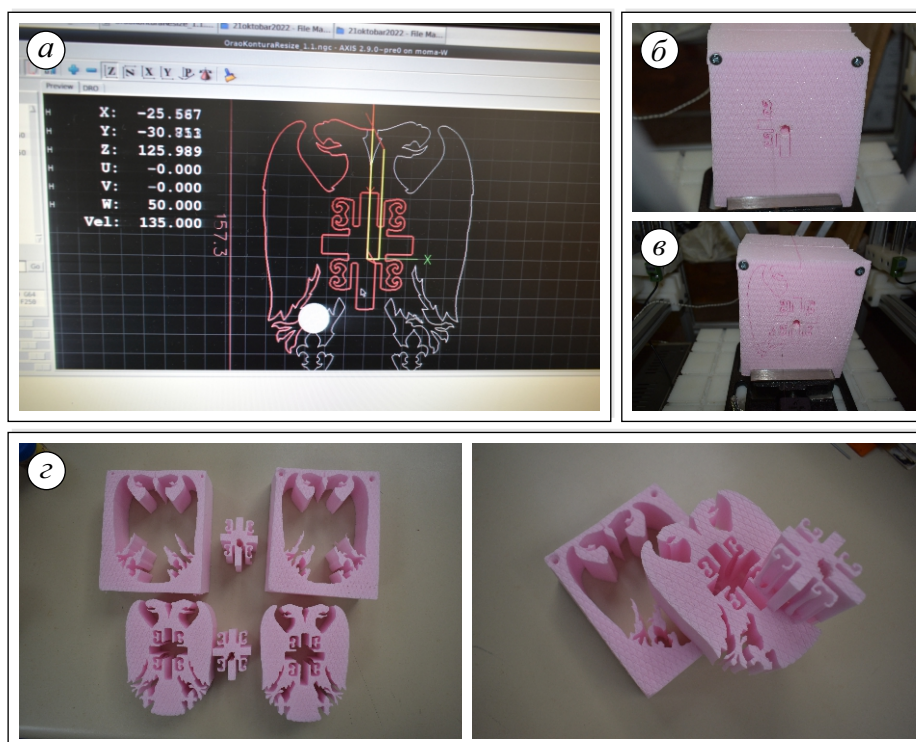 а
21oktobar2022 - File Ma...
21oktobar2022 - File Ma...
OraoKonturaResize_1.1.ngc - AXIS 2.9.0~pre0 on moma-W
Z N X Y P
Preview DRO
X: -25.567
Y: -30.853
Z: 125.989
U: -0.000
V: -0.000
W: 50.000
Vel: 135.000
157.3
X
Go
б
в
г